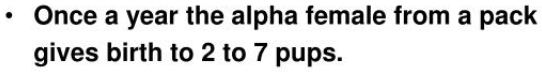 • Once a year the alpha female from a pack
gives birth to 2 to 7 pups.